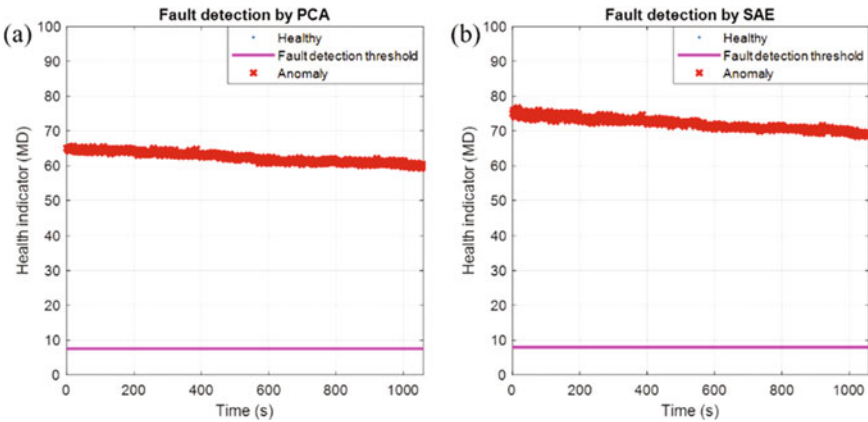 (a)
Fault detection by PCA
Healthy
Fault detection threshold
Anomaly
Health indicator (MD)
100
90
80
70
60
50
40
30
20
10
0
0 200 400 600 800 1000
Time (s)
(b)
Fault detection by SAE
Healthy
Fault detection threshold
Anomaly
Health indicator (MD)
100
90
80
70
60
50
40
30
20
10
0
0 200 400 600 800 1000
Time (s)